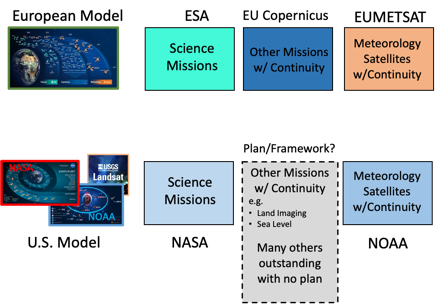 European Model
ESA
EU Copernicus
EUMETSAT
Science
Missions
Other Missions
w/ Continuity
Meteorology
Satellites
w/Continuity
Plan/Framework?
NASA
USGS
Landsat
NOAA
Science
Missions
Other Missions
w/ Continuity
e.g.
• Land Imaging
• Sea Level
Many others
outstanding
with no plan
Meteorology
Satellites
w/Continuity
U.S. Model
NASA
NOAA